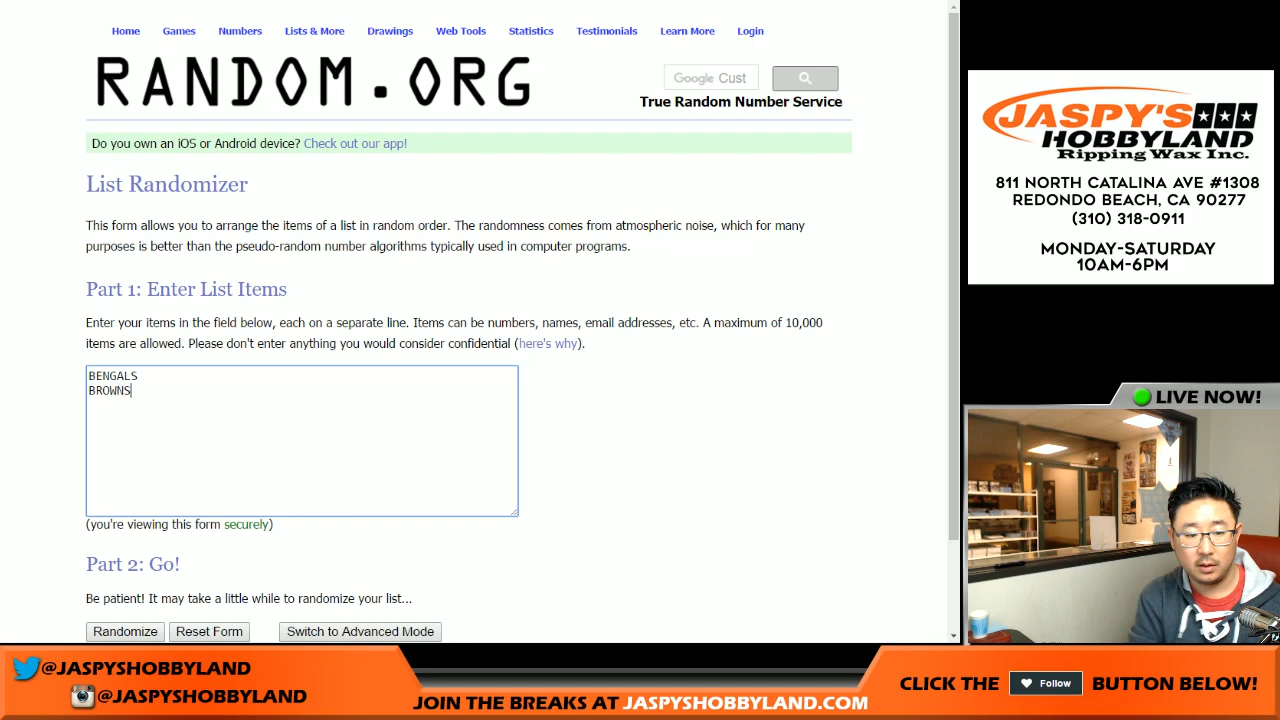 Home Games Numbers Lists & More Drawings Web Tools Statistics Testimonials Learn More Login
RANDOM.ORG
Google Cust
True Random Number Service
Do you own an iOS or Android device? Check out our app!
List Randomizer
This form allows you to arrange the items of a list in random order. The randomness comes from atmospheric noise, which for many
purposes is better than the pseudo-random number algorithms typically used in computer programs.
Part 1: Enter List Items
Enter your items in the field below, each on a separate line. Items can be numbers, names, email addresses, etc. A maximum of 10,000
items are allowed. Please don't enter anything you would consider confidential (here's why).
BENGALS
BROWNS
(you're viewing this form securely)
Part 2: Go!
Be patient! It may take a little while to randomize your list...
Randomize Reset Form Switch to Advanced Mode
JASPY'S
HOBBYLAND
Ripping Wax Inc.
811 NORTH CATALINA AVE #1308
REDONDO BEACH, CA 90277
(310) 318-0911
MONDAY-SATURDAY
10AM-6PM
LIVE NOW!
@JASPYSHOBBYLAND
@JASPYSHOBBYLAND
JOIN THE BREAKS AT JASPYSHOBBYLAND.COM
CLICK THE Follow BUTTON BELOW!